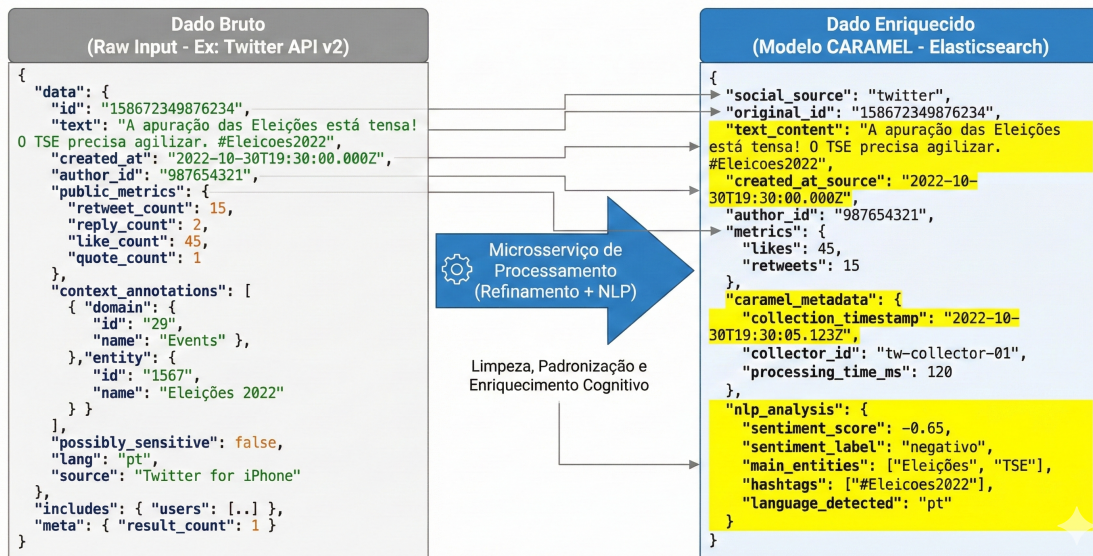 Dado Bruto
(Raw Input - Ex: Twitter API v2)
{
"data": {
"id": "158672349876234",
"text": "A apuração das Eleições está tensa!
O TSE precisa agilizar. #Eleicoes2022",
"created_at": "2022-10-30T19:30:00.000Z",
"author_id": "987654321",
"public_metrics": {
"retweet_count": 15,
"reply_count": 2,
"like_count": 45,
"quote_count": 1
},
"context_annotations": [
{ "domain": {
"id": "29",
"name": "Events" },
},"entity": {
"id": "1567",
"name": "Eleições 2022"
} }
],
"possibly_sensitive": false,
"lang": "pt",
"source": "Twitter for iPhone"
},
"includes": { "users": [..] },
"meta": { "result_count": 1 }
}
Microsserviço de
Processamento
(Refinamento + NLP)
Limpeza, Padronização e
Enriquecimento Cognitivo
Dado Enriquecido
(Modelo CARAMEL - Elasticsearch)
{
"social_source": "twitter",
"original_id": "158672349876234",
"text_content": "A apuração das Eleições
está tensa! O TSE precisa agilizar.
#Eleicoes2022",
"created_at_source": "2022-10-
30T19:30:00.000Z",
"author_id": "987654321",
"metrics": {
"likes": 45,
"retweets": 15
},
"caramel_metadata": {
"collection_timestamp": "2022-10-
30T19:30:05.123Z",
"collector_id": "tw-collector-01",
"processing_time_ms": 120
},
"nlp_analysis": {
"sentiment_score": -0.65,
"sentiment_label": "negativo",
"main_entities": ["Eleições", "TSE"],
"hashtags": ["#Eleicoes2022"],
"language_detected": "pt"
}
}